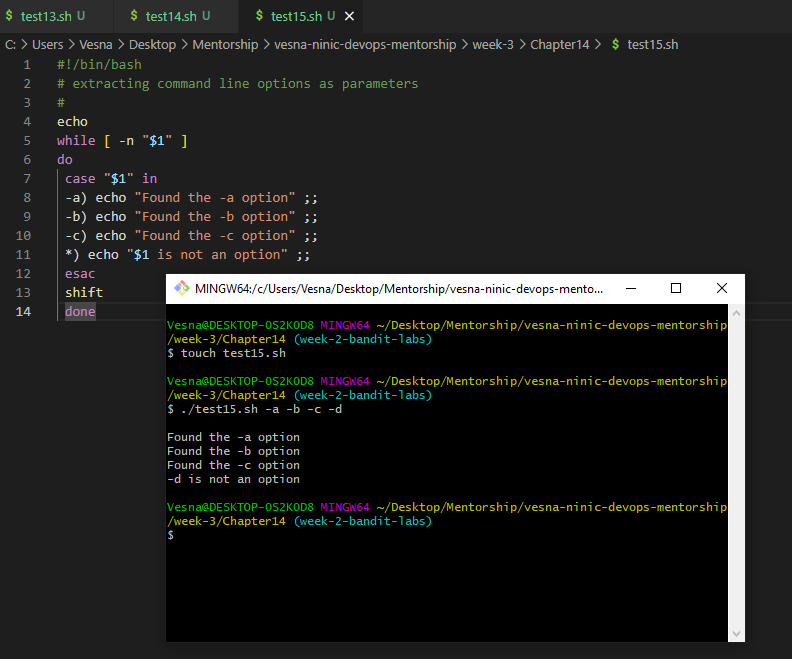 $ test13.sh U $ test14.sh U $ test15.sh U ✕
C: > Users > Vesna > Desktop > Mentorship > vesna-ninic-devops-mentorship > week-3 > Chapter14 > $ test15.sh
1 #!/bin/bash
2 # extracting command line options as parameters
3 #
4 echo
5 while [ -n "$1" ]
6 do
7 case "$1" in
8 -a) echo "Found the -a option" ;;
9 -b) echo "Found the -b option" ;;
10 -c) echo "Found the -c option" ;;
11 *) echo "$1 is not an option" ;;
12 esac
13 shift
14 done
MINGW64:/c/Users/Vesna/Desktop/Mentorship/vesna-ninic-devops-mento...
Vesna@DESKTOP-OS2KOD8 MINGW64 ~/Desktop/Mentorship/vesna-ninic-devops-mentorship
/week-3/Chapter14 (week-2-bandit-labs)
$ touch test15.sh
Vesna@DESKTOP-OS2KOD8 MINGW64 ~/Desktop/Mentorship/vesna-ninic-devops-mentorship
/week-3/Chapter14 (week-2-bandit-labs)
$ ./test15.sh -a -b -c -d
Found the -a option
Found the -b option
Found the -c option
-d is not an option
Vesna@DESKTOP-OS2KOD8 MINGW64 ~/Desktop/Mentorship/vesna-ninic-devops-mentorship
/week-3/Chapter14 (week-2-bandit-labs)
$